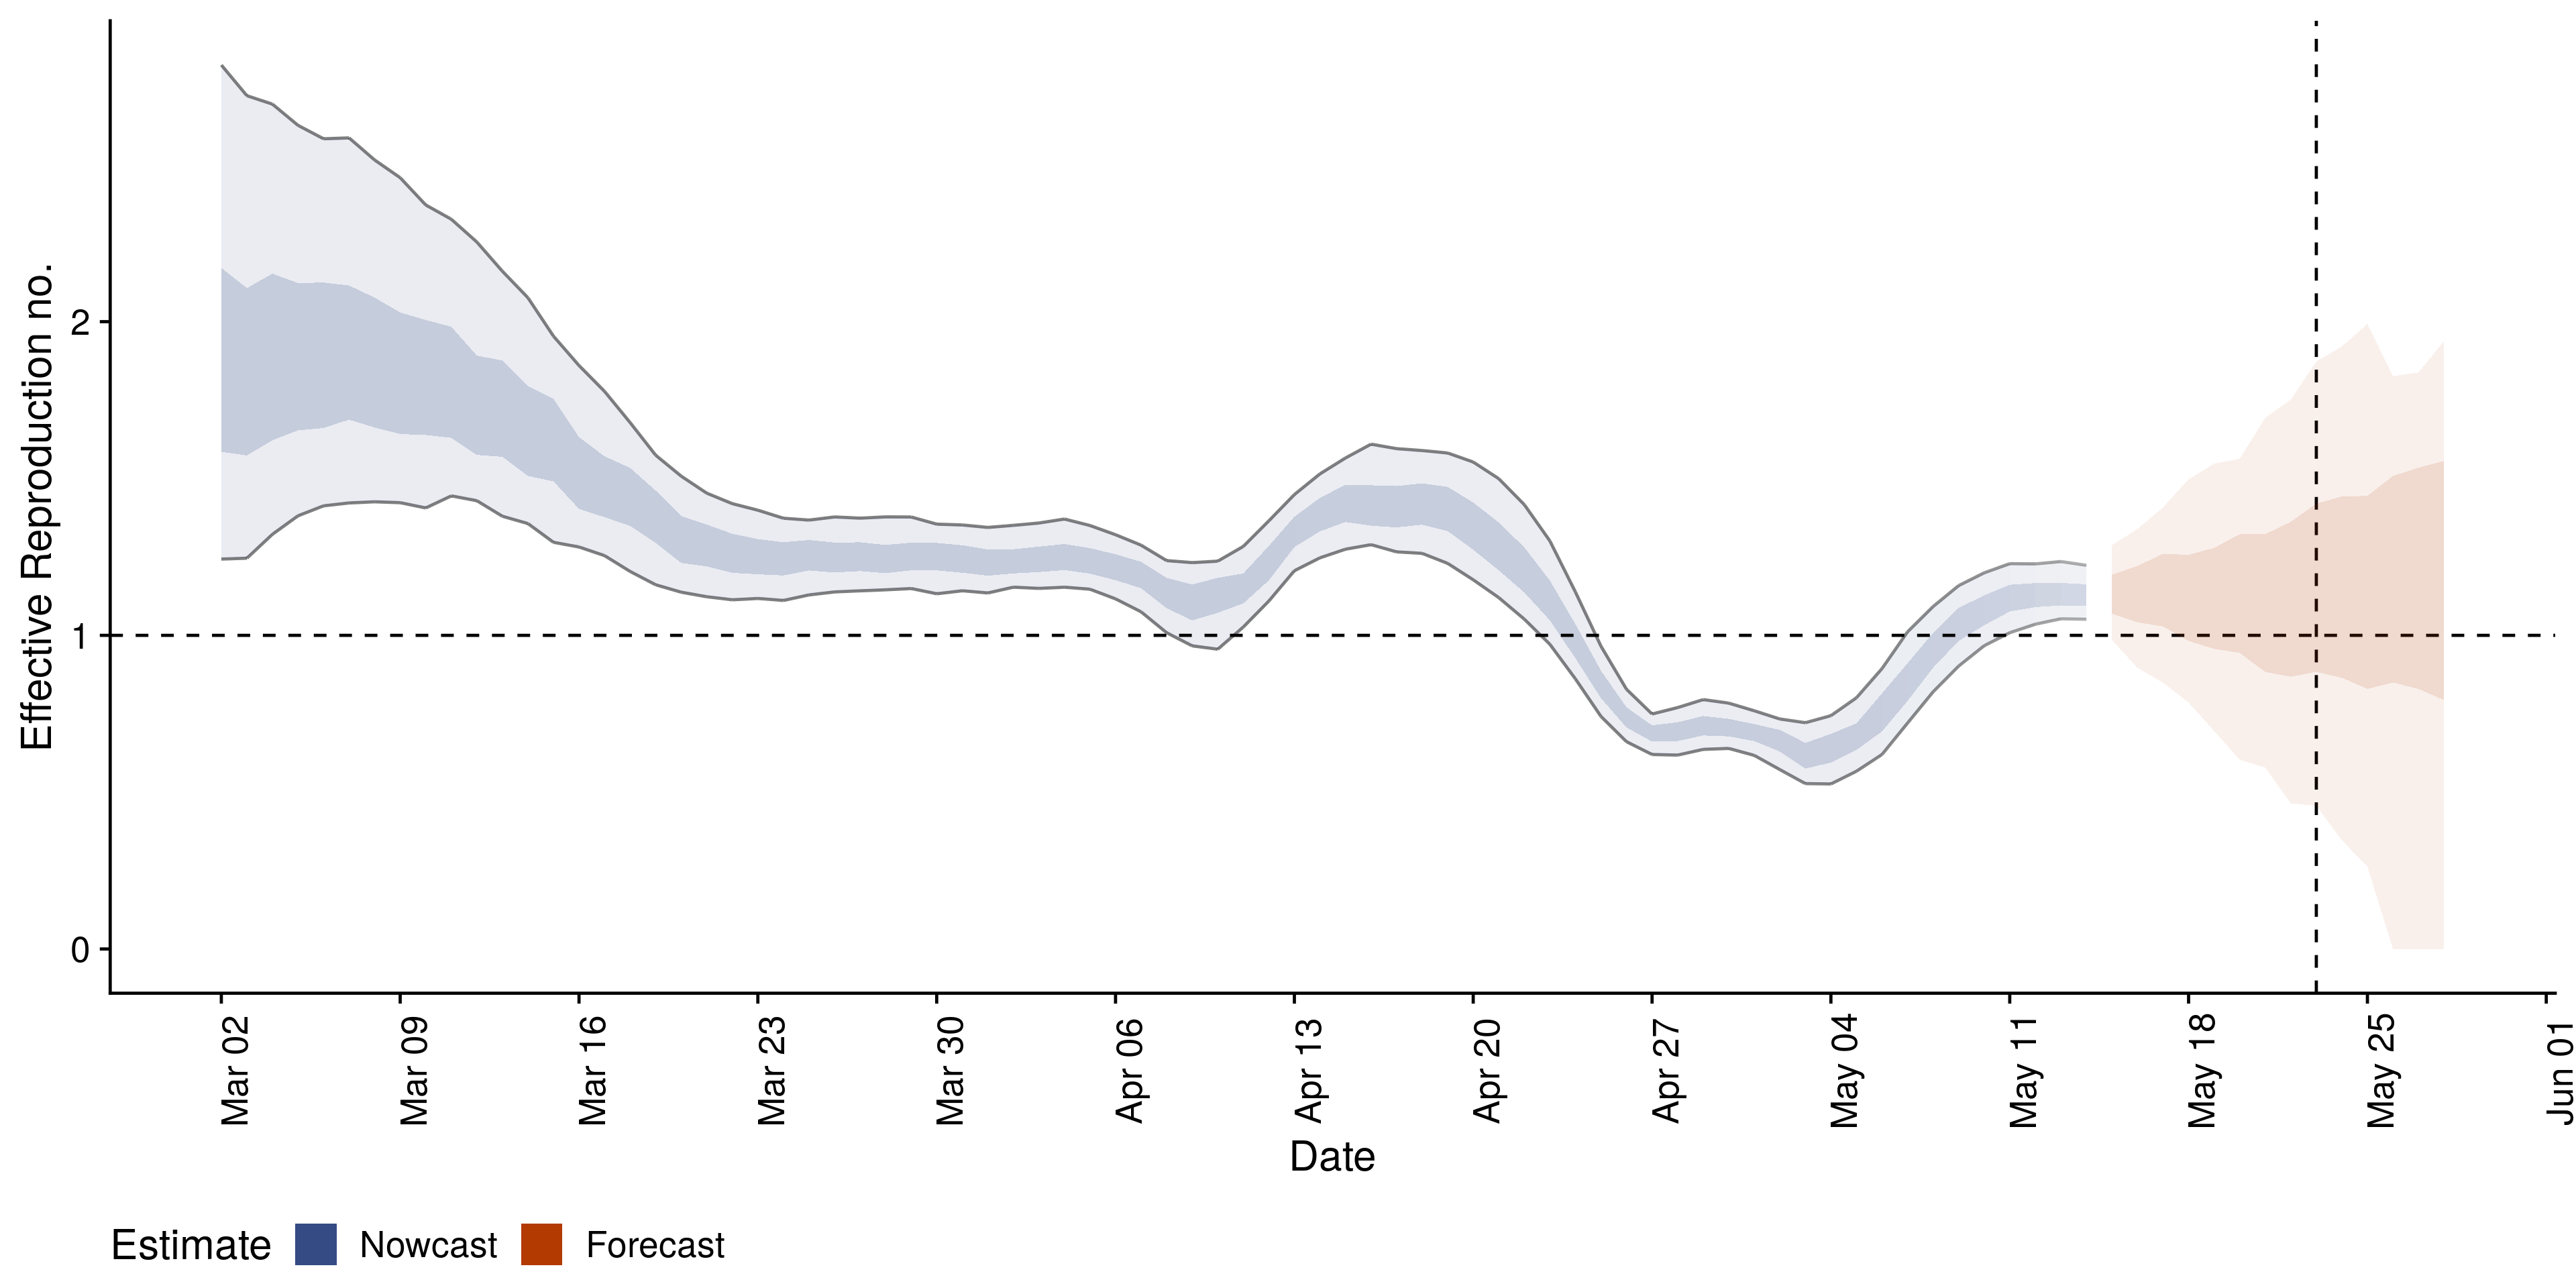 Effective Reproduction no.
2
1
0
Mar 02
Mar 09
Mar 16
Mar 23
Mar 30
Apr 06
Apr 13
Apr 20
Apr 27
May 04
May 11
May 18
May 25
Jun 01
Date
Estimate Nowcast Forecast